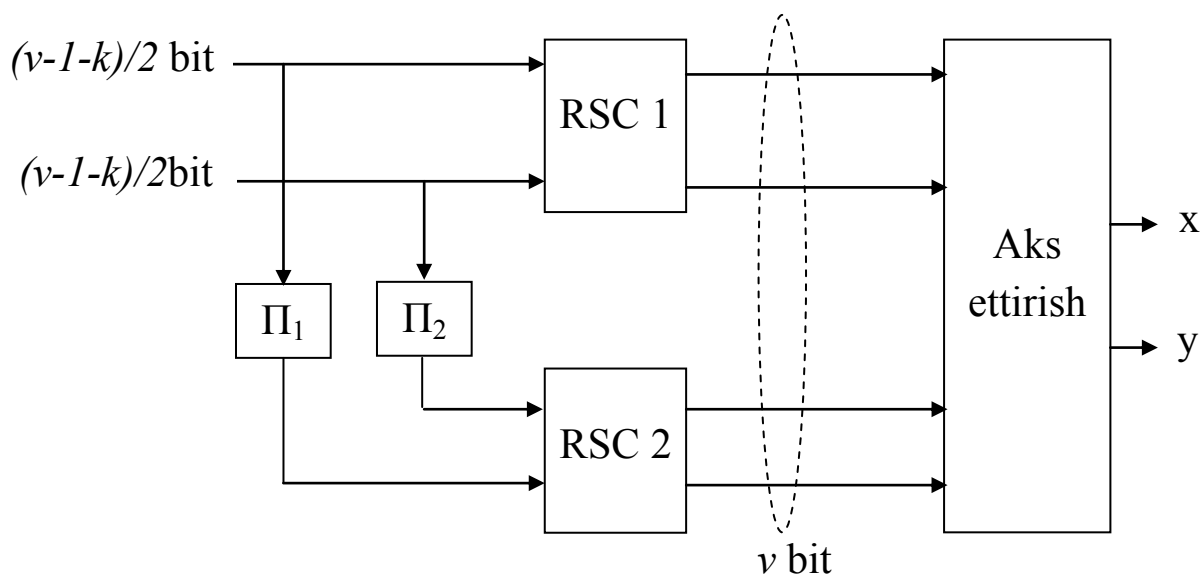 (v-1-k)/2 bit
(v-1-k)/2bit
RSC 1
Π₁
Π₂
RSC 2
v bit
Aks
ettirish
x
y